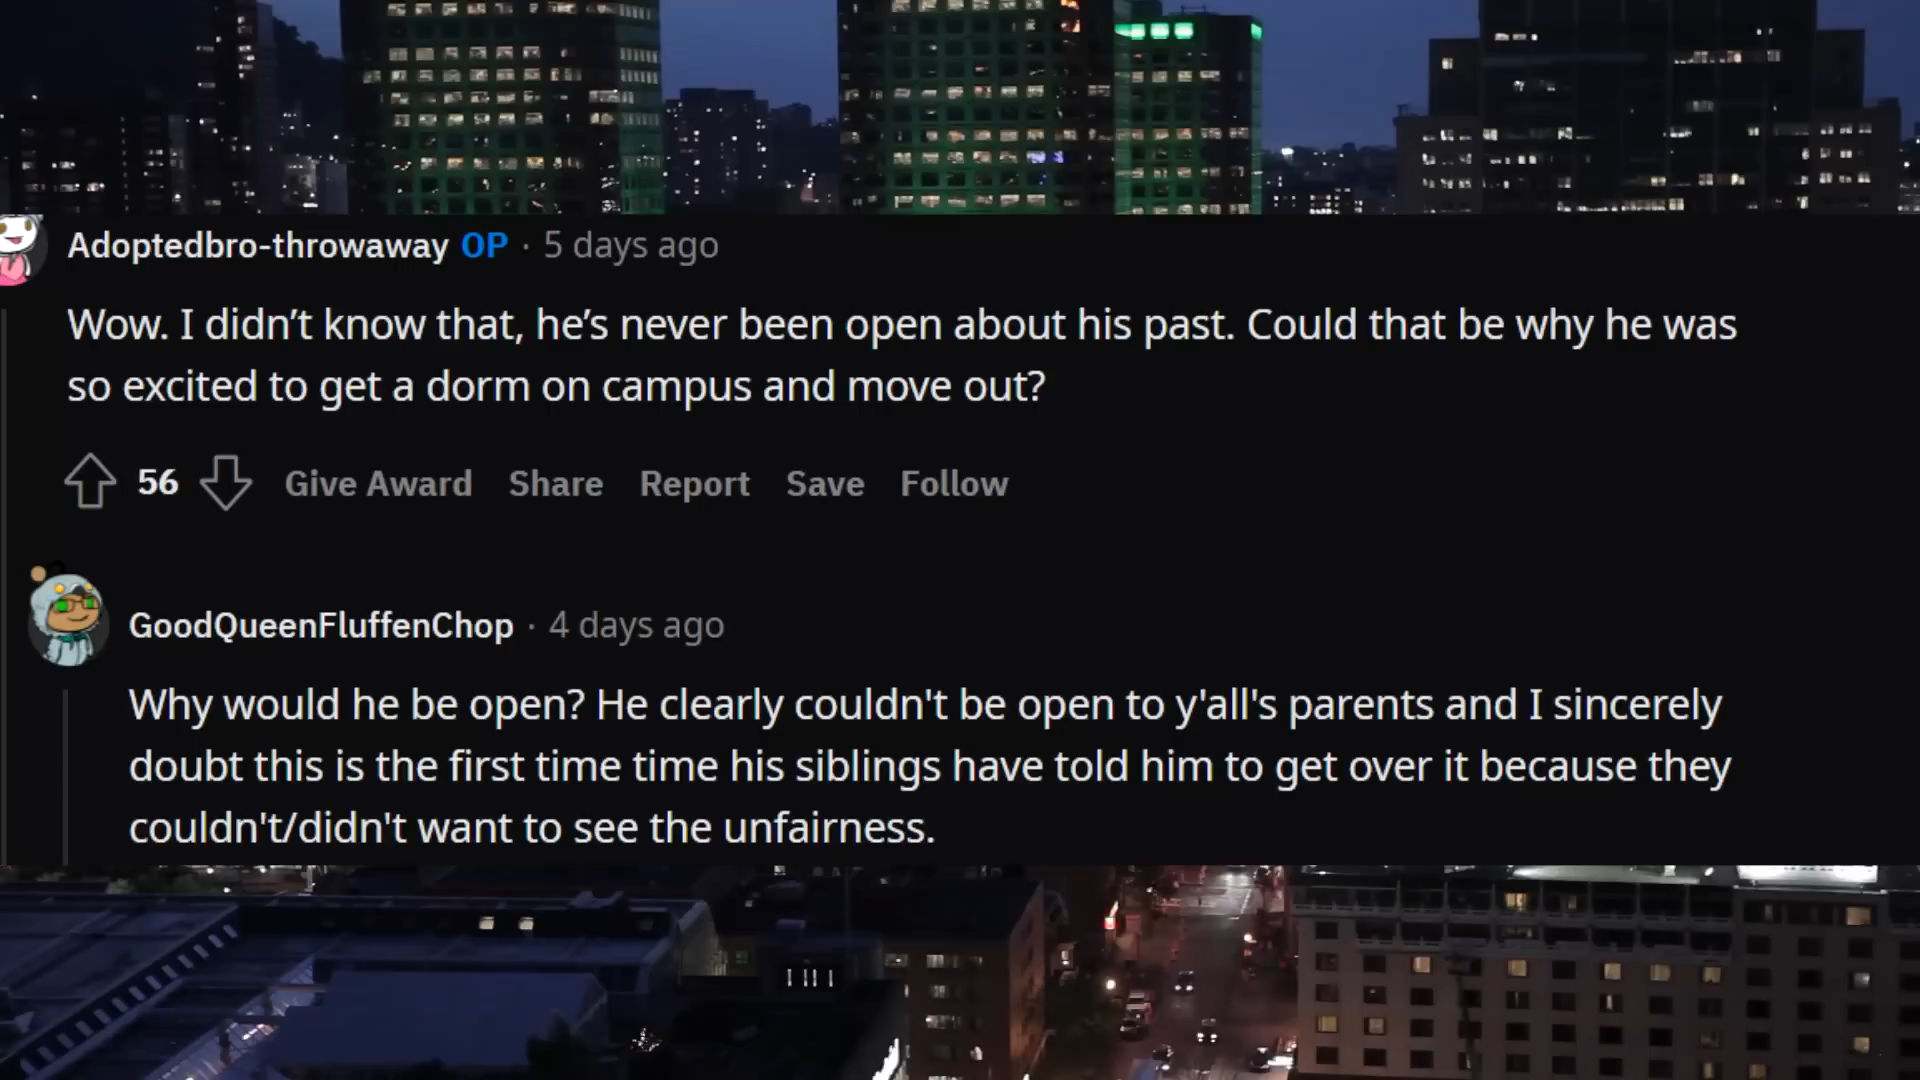 Adoptedbro-throwaway OP · 5 days ago
Wow. I didn’t know that, he’s never been open about his past. Could that be why he was
so excited to get a dorm on campus and move out?
56 Give Award Share Report Save Follow
GoodQueenFluffenChop · 4 days ago
Why would he be open? He clearly couldn't be open to y'all's parents and I sincerely
doubt this is the first time time his siblings have told him to get over it because they
couldn't/didn't want to see the unfairness.